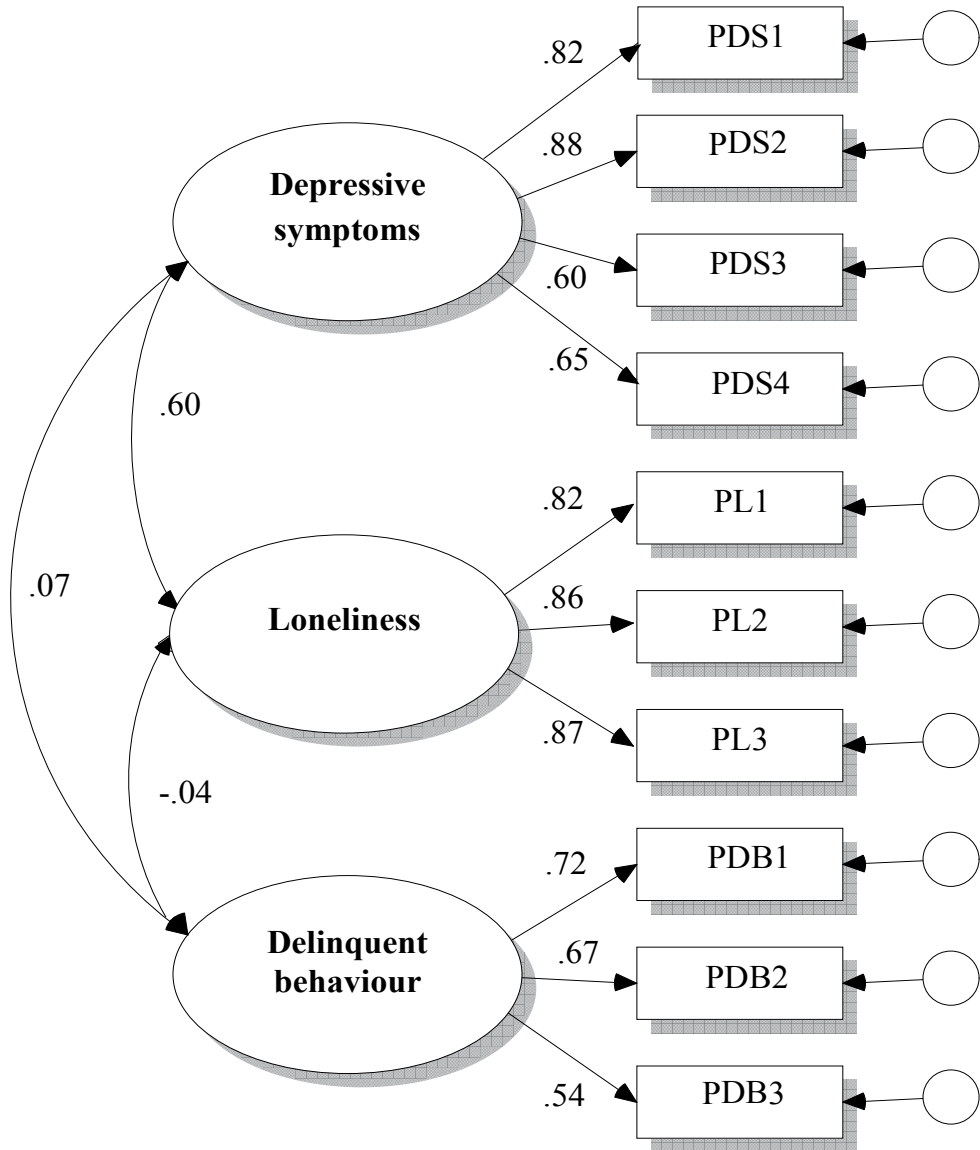 PDS1
.82
.88
PDS2
Depressive
symptoms
PDS3
.60
.65
PDS4
.60
.82
PL1
.07
.86
PL2
Loneliness
.87
PL3
-.04
.72
PDB1
Delinquent
behaviour
.67
PDB2
.54
PDB3